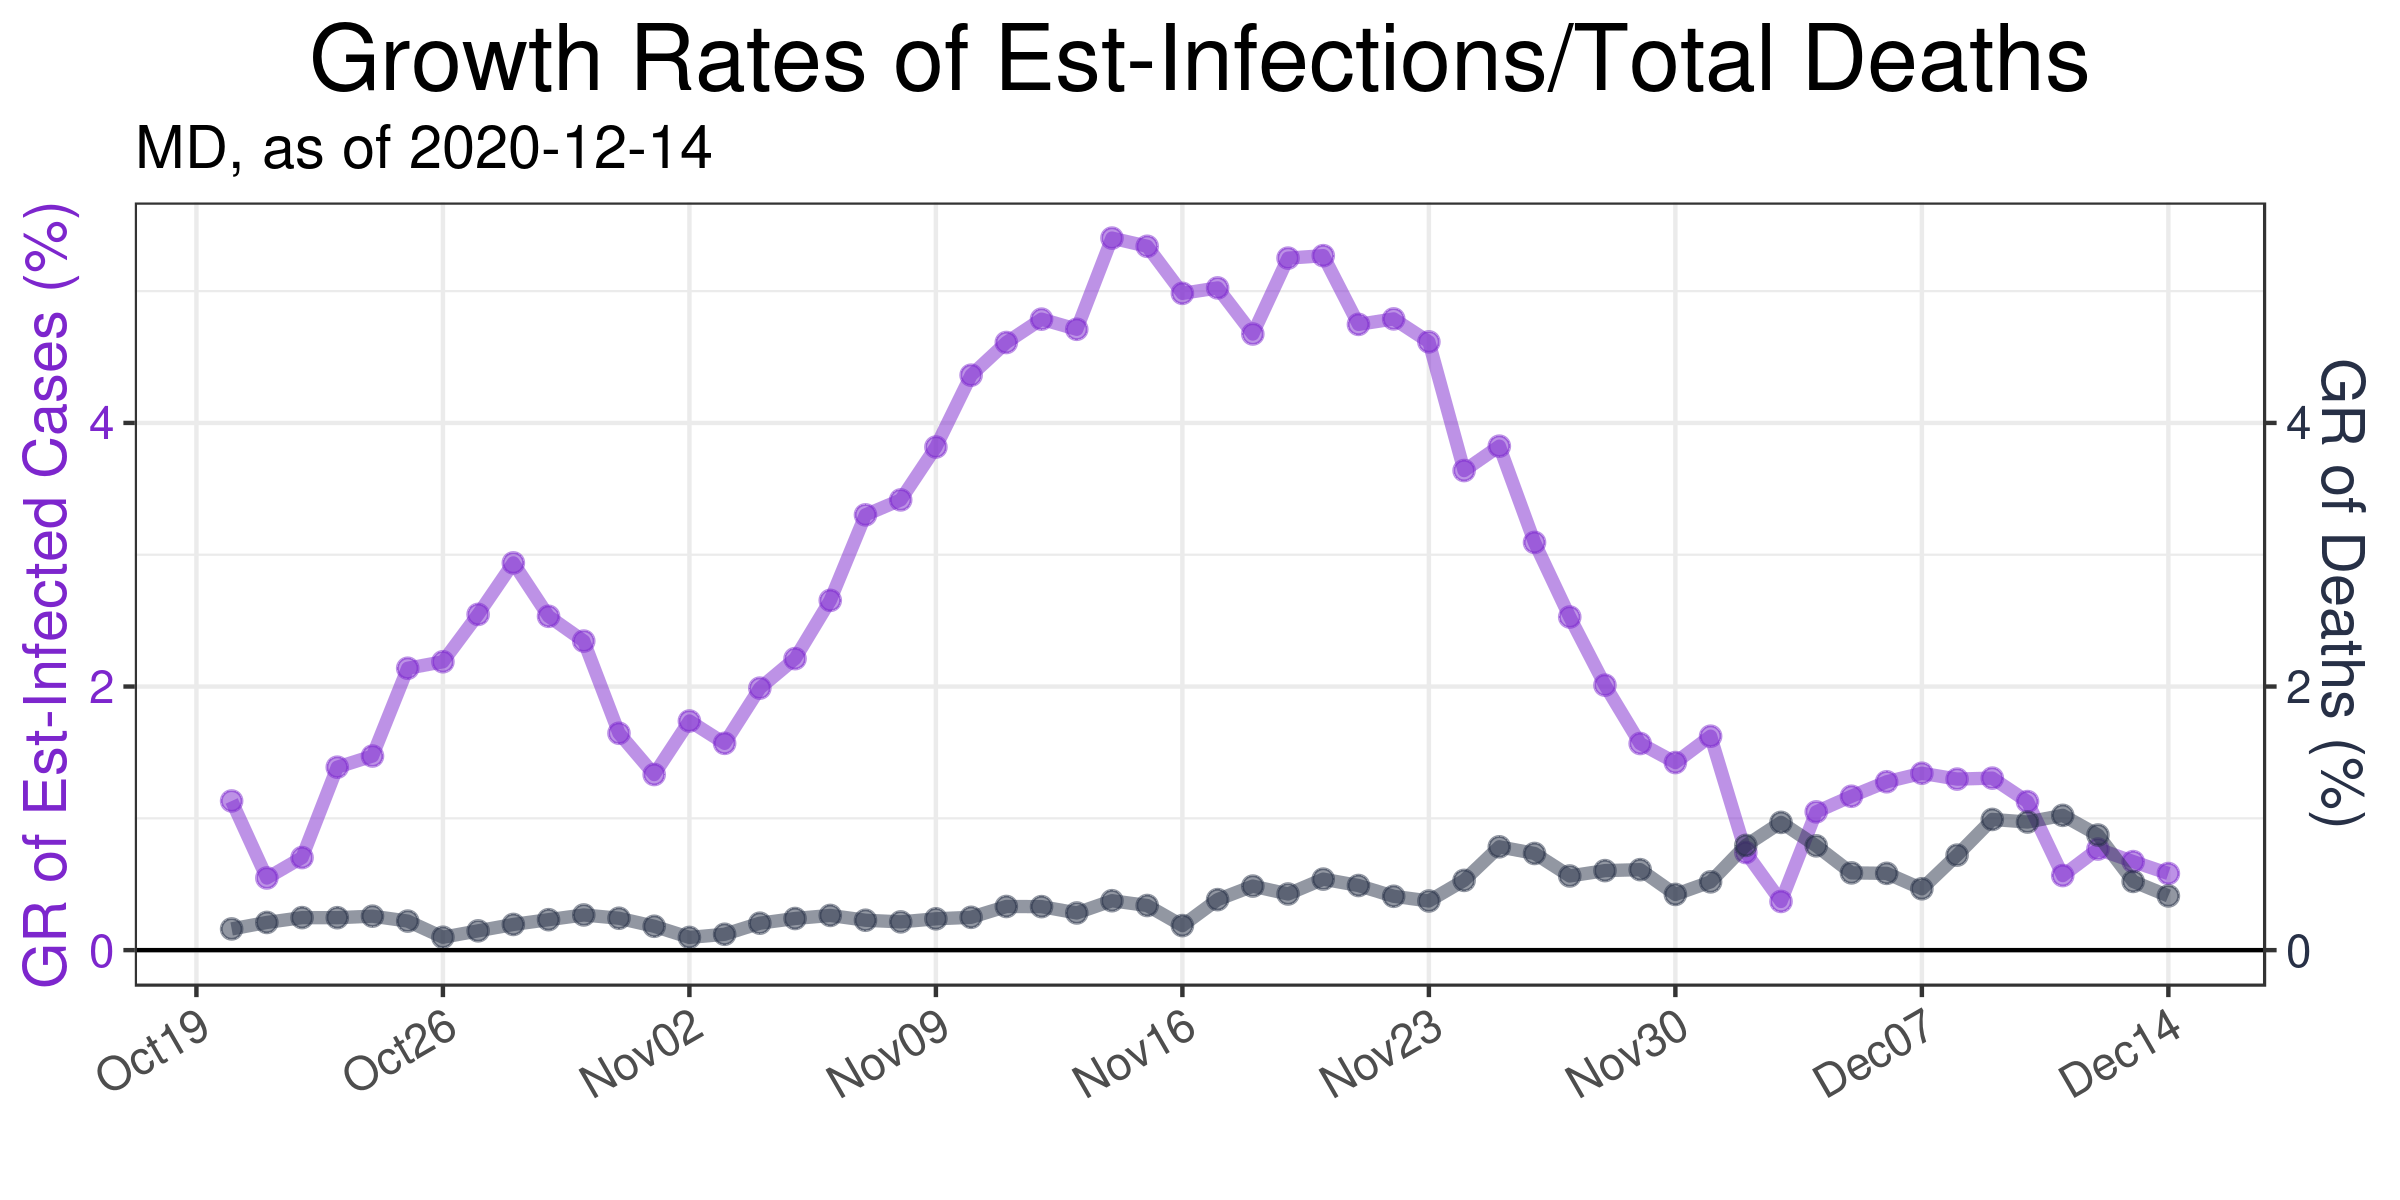 Growth Rates of Est-Infections/Total Deaths
MD, as of 2020-12-14
GR of Est-Infected Cases (%)
4
2
0
4
2
0
GR of Deaths (%)
Oct19
Oct26
Nov02
Nov09
Nov16
Nov23
Nov30
Dec07
Dec14